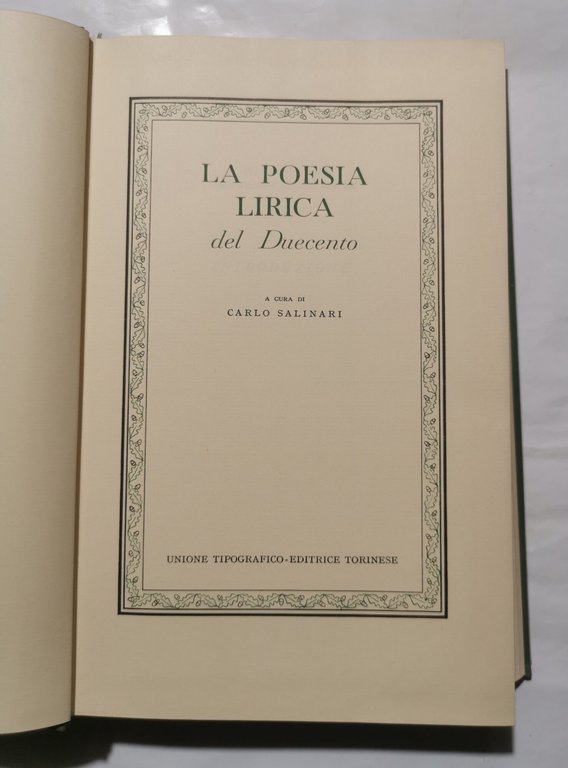 LA POESIA
LIRICA
del Duecento
A CURA DI
CARLO SALINARI
UNIONE TIPOGRAFICO-EDITRICE TORINESE